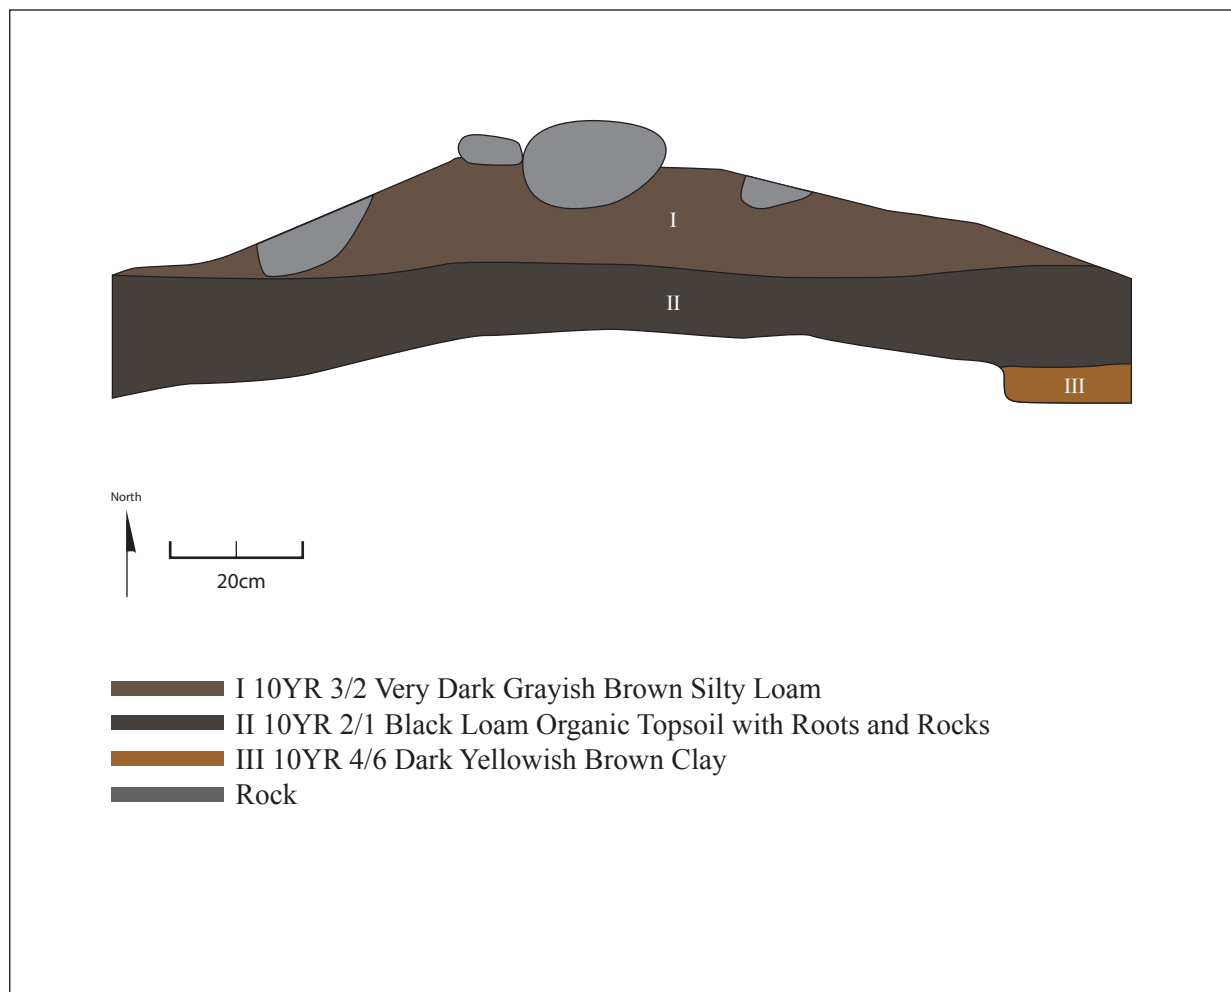 I
II
III
North
20cm
I 10YR 3/2 Very Dark Grayish Brown Silty Loam
II 10YR 2/1 Black Loam Organic Topsoil with Roots and Rocks
III 10YR 4/6 Dark Yellowish Brown Clay
Rock